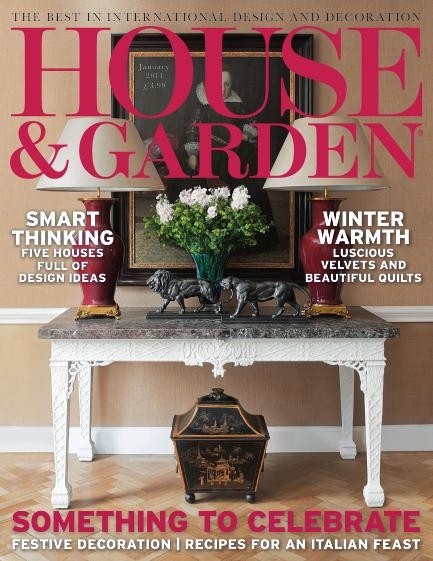 THE BEST IN INTERNATIONAL DESIGN AND DECORATION
HOUSE
January
2014
£3.99
& GARDEN®
SMART
THINKING
FIVE HOUSES
FULL OF
DESIGN IDEAS
WINTER
WARMTH
LUSCIOUS
VELVETS AND
BEAUTIFUL QUILTS
SOMETHING TO CELEBRATE
FESTIVE DECORATION | RECIPES FOR AN ITALIAN FEAST